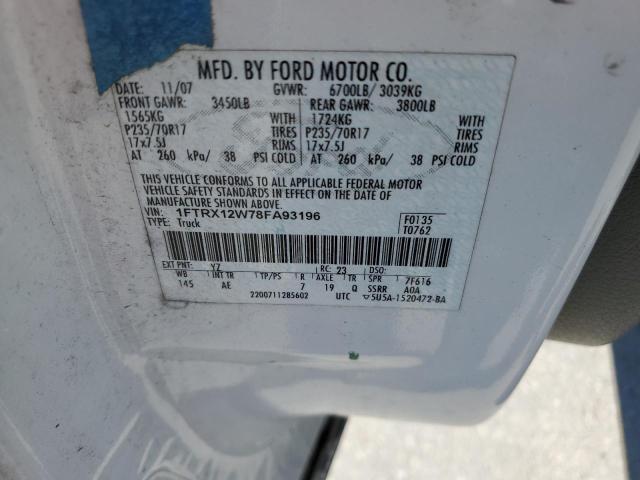 MFD. BY FORD MOTOR CO.
DATE: 11/07 GVWR: 6700LB/ 3039KG
FRONT GAWR: 3450LB REAR GAWR: 3800LB
1565KG WITH 1724KG WITH
P235/70R17 TIRES P235/70R17 TIRES
17x7.5J RIMS 17x7.5J RIMS
AT 260 kPa/ 38 PSI COLD AT 260 kPa/ 38 PSI COLD
THIS VEHICLE CONFORMS TO ALL APPLICABLE FEDERAL MOTOR
VEHICLE SAFETY STANDARDS IN EFFECT ON THE DATE OF
MANUFACTURE SHOWN ABOVE.
VIN: 1FTRX12W78FA93196 F0135
TYPE: Truck T0762
EXT PNT: YZ RC: 23 DSO:
WB INT TR TP/PS R AXLE TR SPR 7F616
145 AE 7 19 Q SSRR A0A
2200711285602 UTC ▽5U5A-1520472-BA